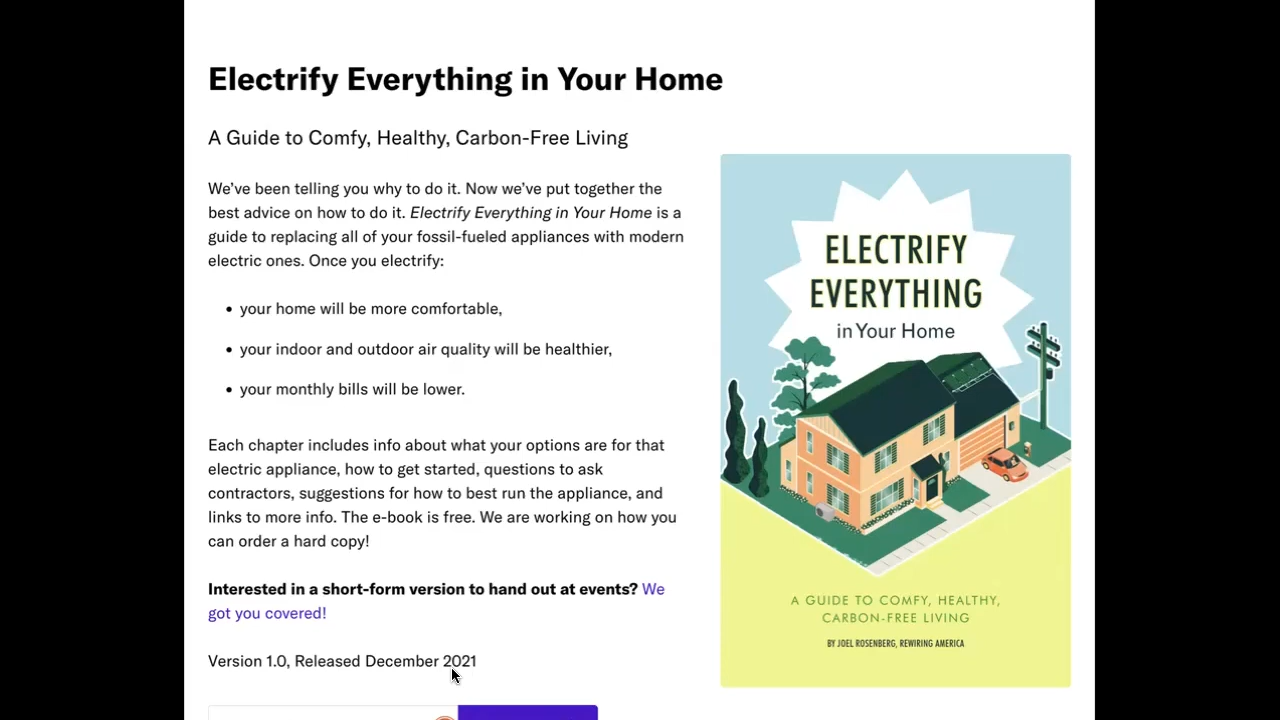 Electrify Everything in Your Home
A Guide to Comfy, Healthy, Carbon-Free Living
We’ve been telling you why to do it. Now we’ve put together the
best advice on how to do it. Electrify Everything in Your Home is a
guide to replacing all of your fossil-fueled appliances with modern
electric ones. Once you electrify:
• your home will be more comfortable,
• your indoor and outdoor air quality will be healthier,
• your monthly bills will be lower.
Each chapter includes info about what your options are for that
electric appliance, how to get started, questions to ask
contractors, suggestions for how to best run the appliance, and
links to more info. The e-book is free. We are working on how you
can order a hard copy!
Interested in a short-form version to hand out at events? We
got you covered!
Version 1.0, Released December 2021
ELECTRIFY
EVERYTHING
in Your Home
A GUIDE TO COMFY, HEALTHY,
CARBON-FREE LIVING
BY JOEL ROSENBERG, REWIRING AMERICA